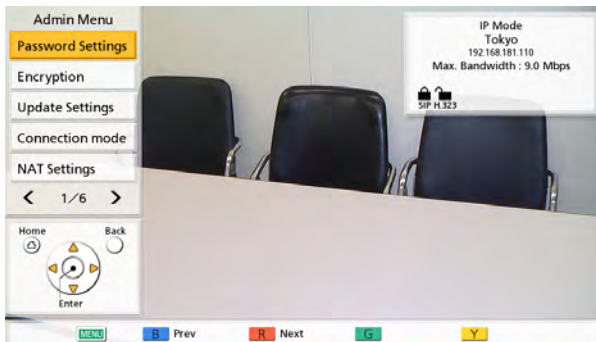 Admin Menu
Password Settings
Encryption
Update Settings
Connection mode
NAT Settings
1/6
Home
Back
Enter
IP Mode
Tokyo
192.168.181.110
Max. Bandwidth : 9.0 Mbps
SIP H.323
MENU B Prev R Next G Y